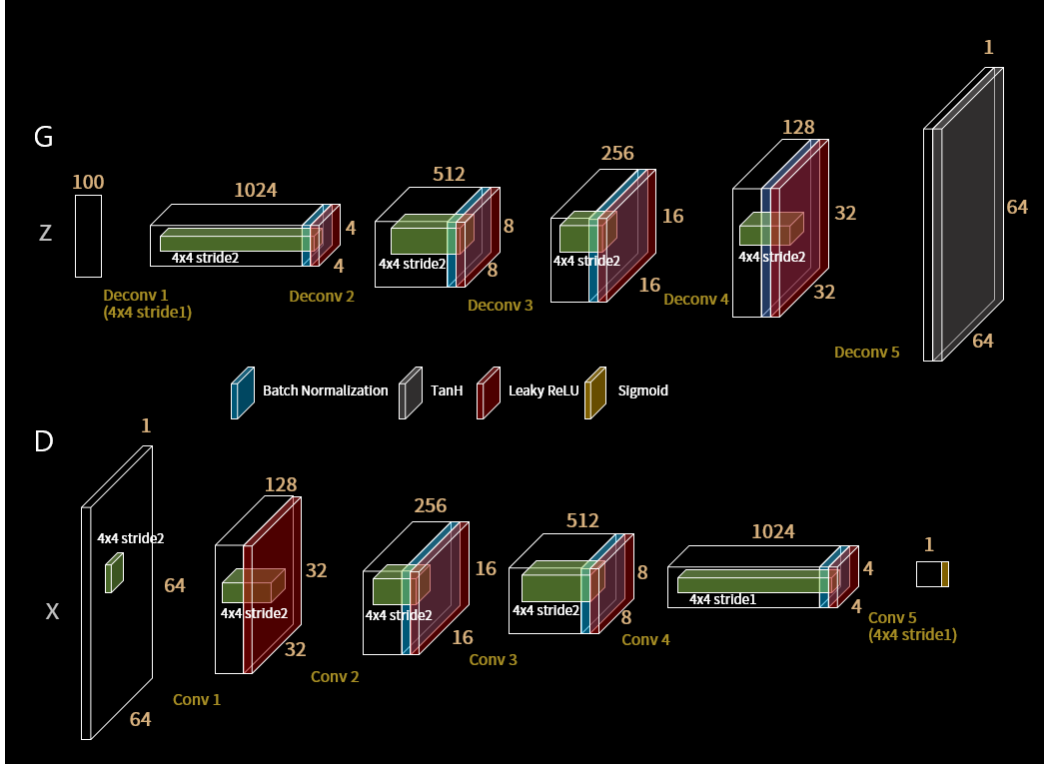 G
100
Z
Deconv 1
(4x4 stride1)
1024
4
4
4x4 stride2
Deconv 2
512
8
8
4x4 stride2
Deconv 3
256
16
16
4x4 stride2
Deconv 4
128
32
32
4x4 stride2
Deconv 5
1
64
64
Batch Normalization
TanH
Leaky ReLU
Sigmoid
D
1
4x4 stride2
64
X
64
Conv 1
128
32
4x4 stride2
32
Conv 2
256
16
4x4 stride2
16
Conv 3
512
8
4x4 stride2
8
Conv 4
1024
4
4x4 stride1
4
Conv 5
(4x4 stride1)
1